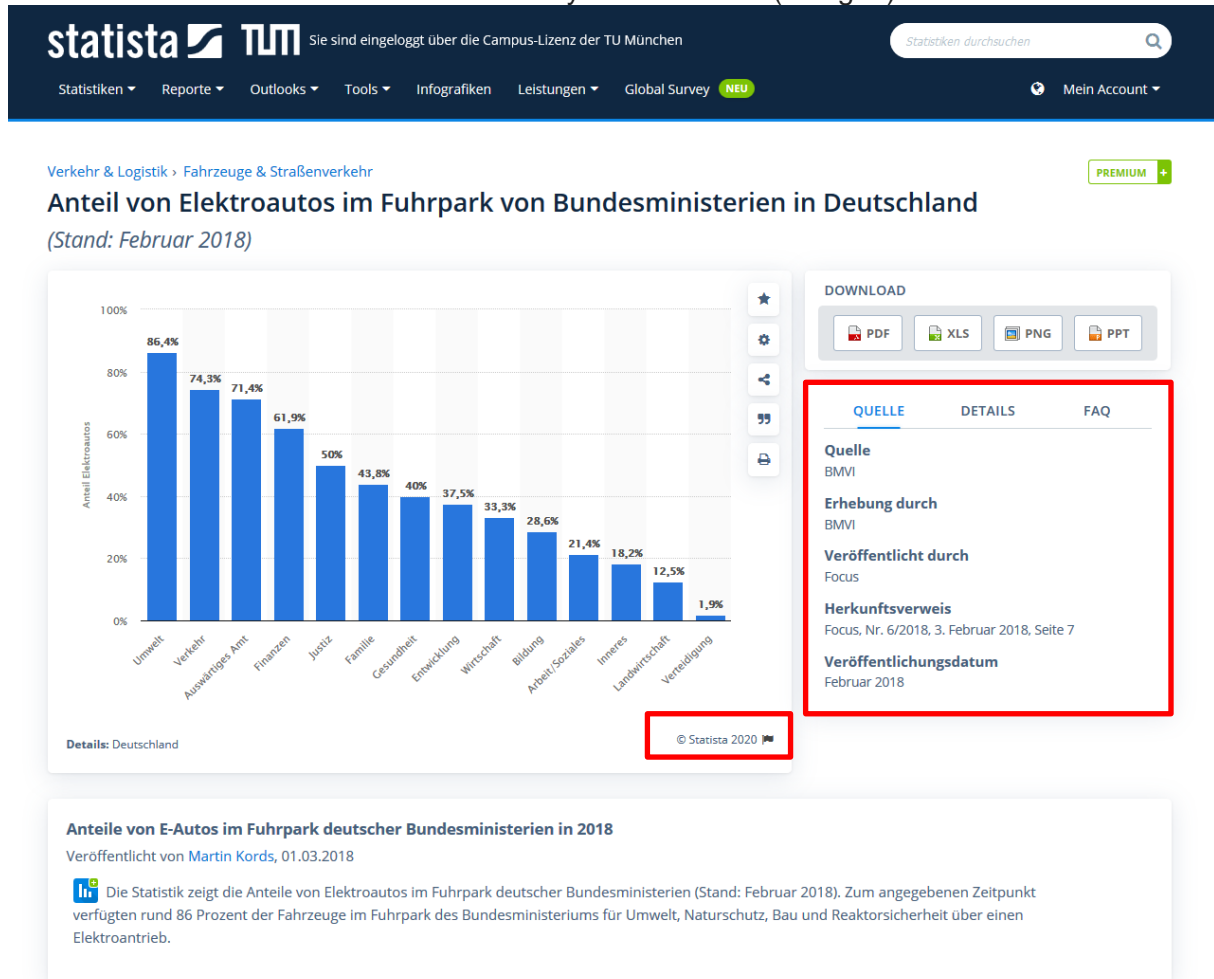 statista TUM Sie sind eingeloggt über die Campus-Lizenz der TU München Statistiken durchsuchen
Statistiken Reporte Outlooks Tools Infografiken Leistungen Global Survey NEU Mein Account
Verkehr & Logistik › Fahrzeuge & Straßenverkehr PREMIUM +
Anteil von Elektroautos im Fuhrpark von Bundesministerien in Deutschland
(Stand: Februar 2018)
Anteil Elektroautos
100%
80%
60%
40%
20%
0%
86,4%
74,3%
71,4%
61,9%
50%
43,8%
40%
37,5%
33,3%
28,6%
21,4%
18,2%
12,5%
1,9%
Umwelt
Verkehr
Auswärtiges Amt
Finanzen
Justiz
Familie
Gesundheit
Entwicklung
Wirtschaft
Bildung
Arbeit/Soziales
Inneres
Landwirtschaft
Verteidigung
Details: Deutschland © Statista 2020
DOWNLOAD
PDF XLS PNG PPT
QUELLE DETAILS FAQ
Quelle
BMVI
Erhebung durch
BMVI
Veröffentlicht durch
Focus
Herkunftsverweis
Focus, Nr. 6/2018, 3. Februar 2018, Seite 7
Veröffentlichungsdatum
Februar 2018
Anteile von E-Autos im Fuhrpark deutscher Bundesministerien in 2018
Veröffentlicht von Martin Kords, 01.03.2018
Die Statistik zeigt die Anteile von Elektroautos im Fuhrpark deutscher Bundesministerien (Stand: Februar 2018). Zum angegebenen Zeitpunkt
verfügten rund 86 Prozent der Fahrzeuge im Fuhrpark des Bundesministeriums für Umwelt, Naturschutz, Bau und Reaktorsicherheit über einen
Elektroantrieb.